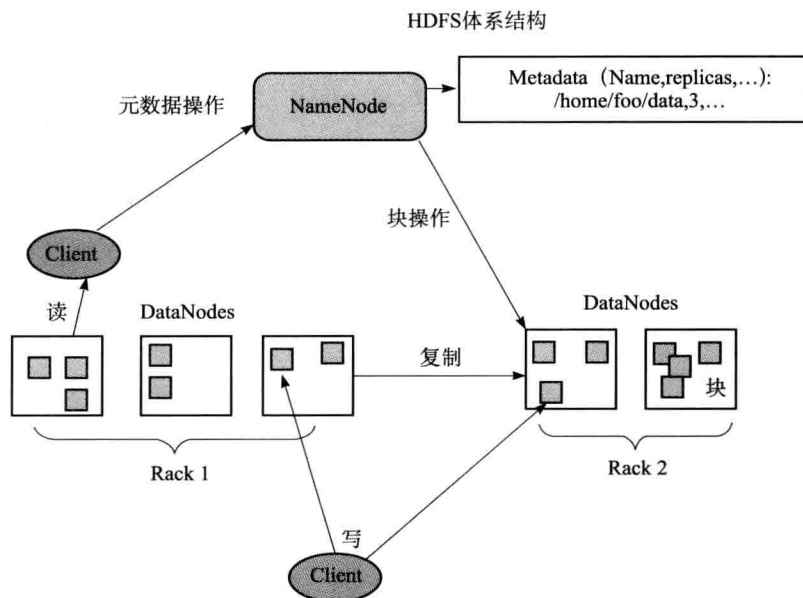 HDFS体系结构
Metadata（Name,replicas,…）:
/home/foo/data,3,…
NameNode
元数据操作
块操作
Client
读
DataNodes
DataNodes
复制
块
Rack 1
Rack 2
写
Client